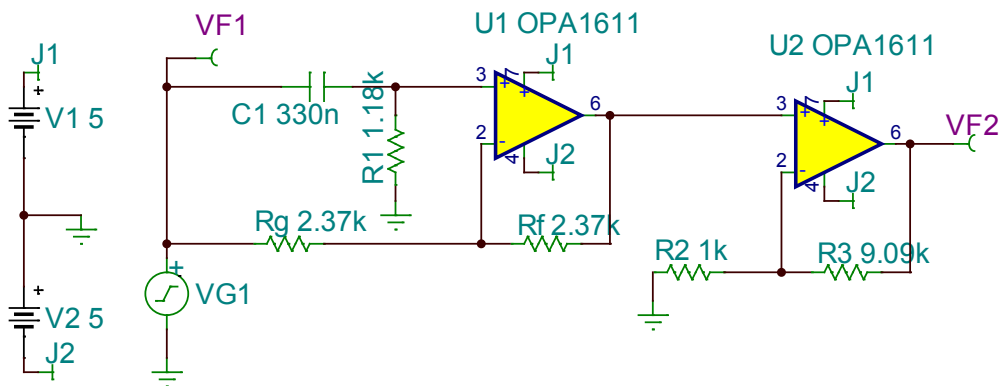 VF1
U1 OPA1611
J1
U2 OPA1611
J1
J1
V1 5
+
C1 330n
R1 1.18k
3
2
+
-
7
4
6
J2
3
2
+
-
7
4
6
J2
VF2
Rg 2.37k
Rf 2.37k
R2 1k
R3 9.09k
+
VG1
+
V2 5
J2
+
+